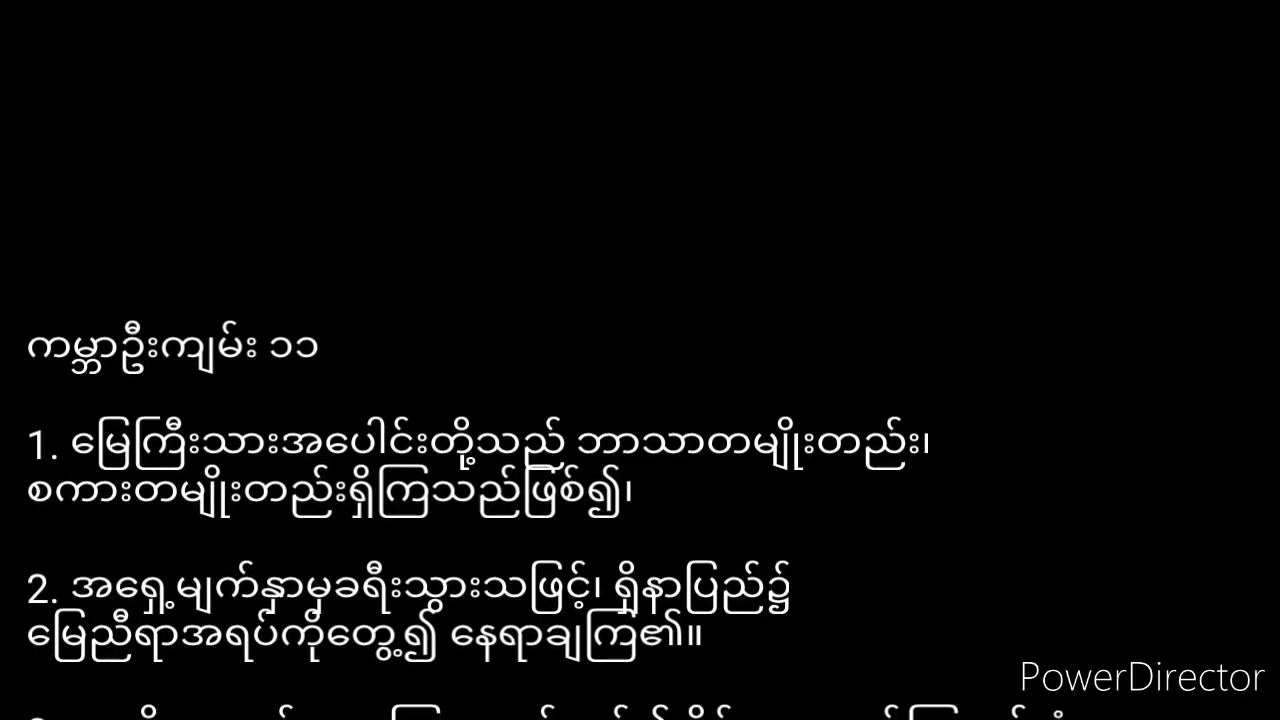 ကမ္ဘာဦးကျမ်း ၁၁
1. မြေကြီးသားအပေါင်းတို့သည် ဘာသာတမျိုးတည်း၊
စကားတမျိုးတည်းရှိကြသည်ဖြစ်၍၊
2. အရှေ့မျက်နှာမှခရီးသွားသဖြင့်၊ ရှိနာပြည်၌
မြေညီရာအရပ်ကိုတွေ့၍ နေရာချကြ၏။
PowerDirector